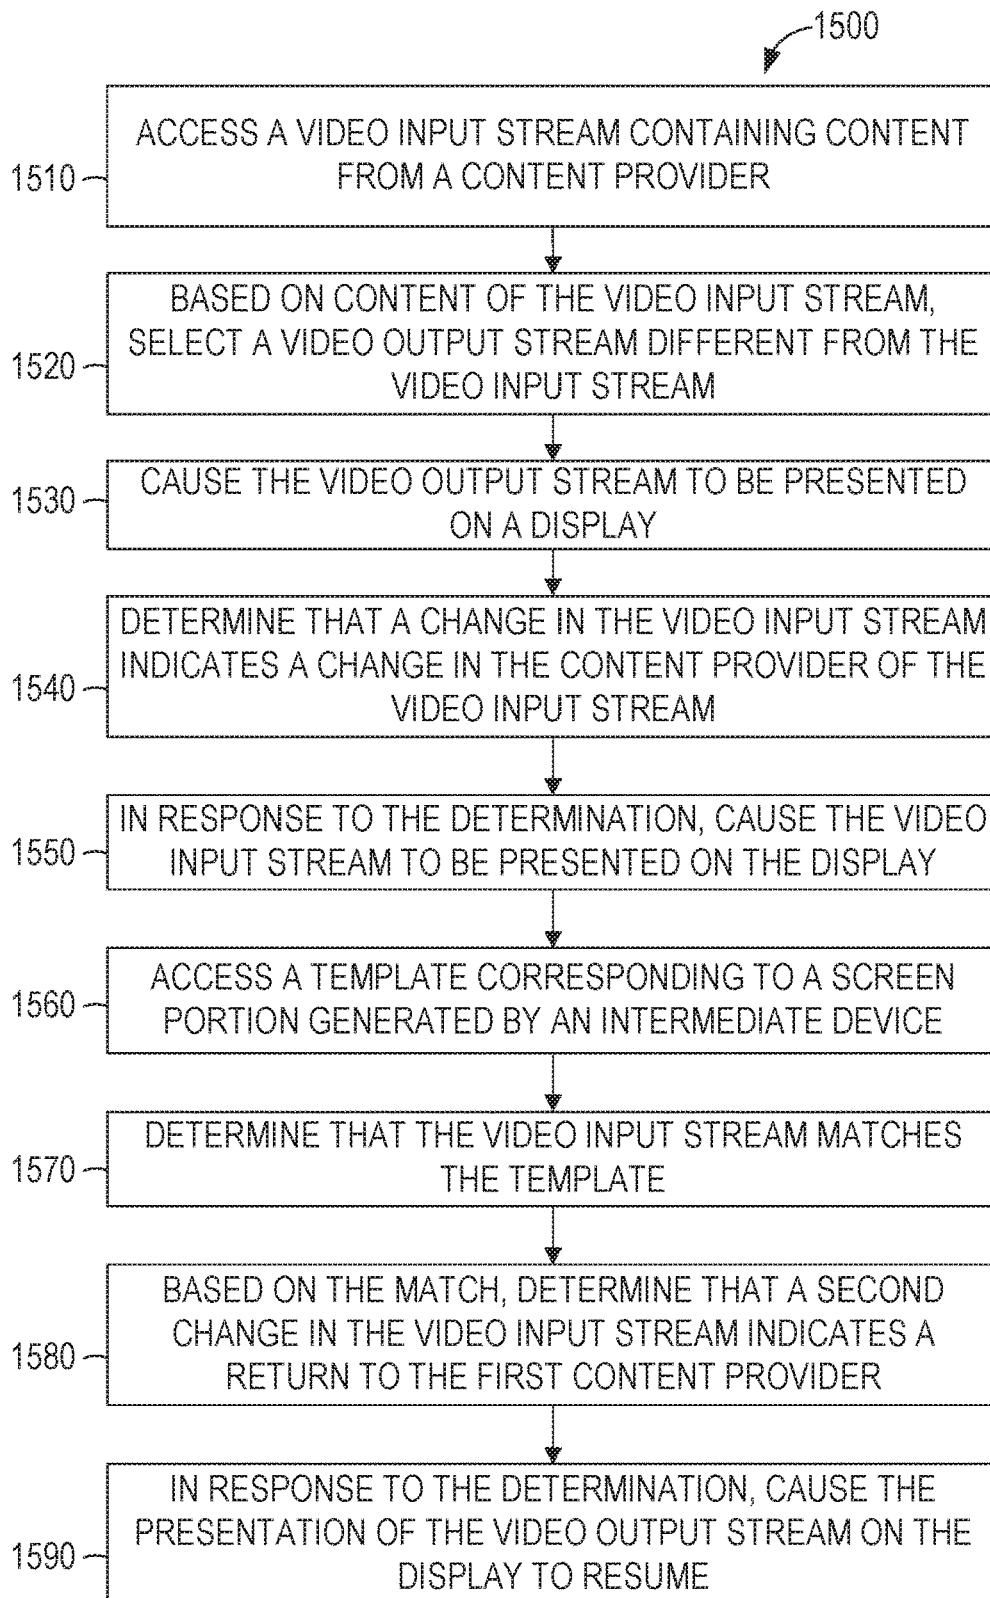 1500
ACCESS A VIDEO INPUT STREAM CONTAINING CONTENT
FROM A CONTENT PROVIDER
1510
BASED ON CONTENT OF THE VIDEO INPUT STREAM,
SELECT A VIDEO OUTPUT STREAM DIFFERENT FROM THE
VIDEO INPUT STREAM
1520
CAUSE THE VIDEO OUTPUT STREAM TO BE PRESENTED
ON A DISPLAY
1530
DETERMINE THAT A CHANGE IN THE VIDEO INPUT STREAM
INDICATES A CHANGE IN THE CONTENT PROVIDER OF THE
VIDEO INPUT STREAM
1540
IN RESPONSE TO THE DETERMINATION, CAUSE THE VIDEO
INPUT STREAM TO BE PRESENTED ON THE DISPLAY
1550
ACCESS A TEMPLATE CORRESPONDING TO A SCREEN
PORTION GENERATED BY AN INTERMEDIATE DEVICE
1560
DETERMINE THAT THE VIDEO INPUT STREAM MATCHES
THE TEMPLATE
1570
BASED ON THE MATCH, DETERMINE THAT A SECOND
CHANGE IN THE VIDEO INPUT STREAM INDICATES A
RETURN TO THE FIRST CONTENT PROVIDER
1580
IN RESPONSE TO THE DETERMINATION, CAUSE THE
PRESENTATION OF THE VIDEO OUTPUT STREAM ON THE
DISPLAY TO RESUME
1590